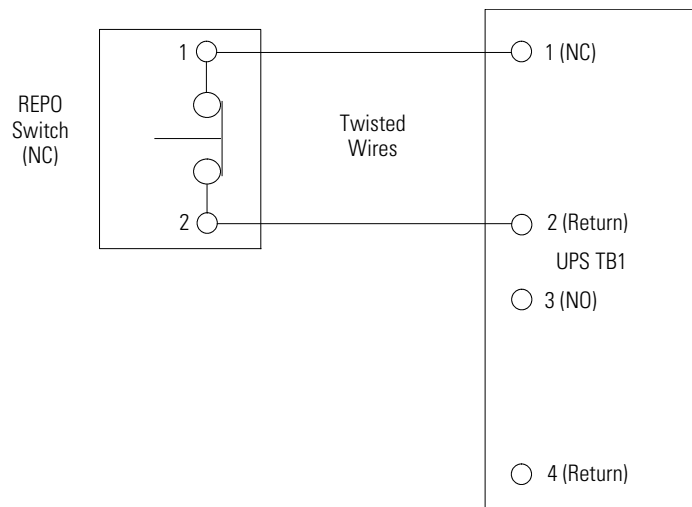 REPO
Switch
(NC)
1
2
Twisted
Wires
1 (NC)
2 (Return)
UPS TB1
3 (NO)
4 (Return)